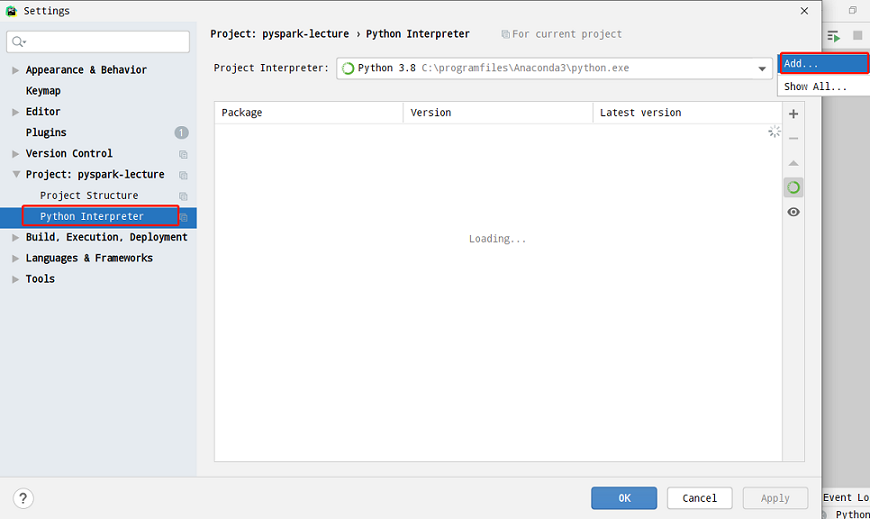 Settings
Project: pyspark-lecture › Python Interpreter
For current project
Appearance & Behavior
Keymap
Editor
Plugins
1
Version Control
Project: pyspark-lecture
Project Structure
Python Interpreter
Build, Execution, Deployment
Languages & Frameworks
Tools
Project Interpreter:
Python 3.8 C:\programfiles\Anaconda3\python.exe
Add...
Show All...
Package
Version
Latest version
Loading...
?
OK
Cancel
Apply
Event Lo
Python